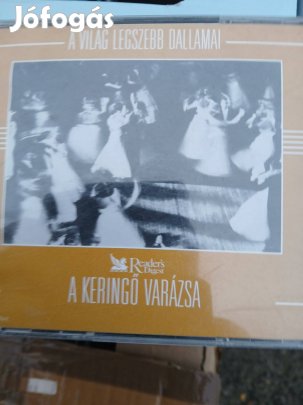 Jófogás
A VILÁG LEGSZEBB DALLAMAI
Reader's
Digest
A KERINGŐ VARÁZSA